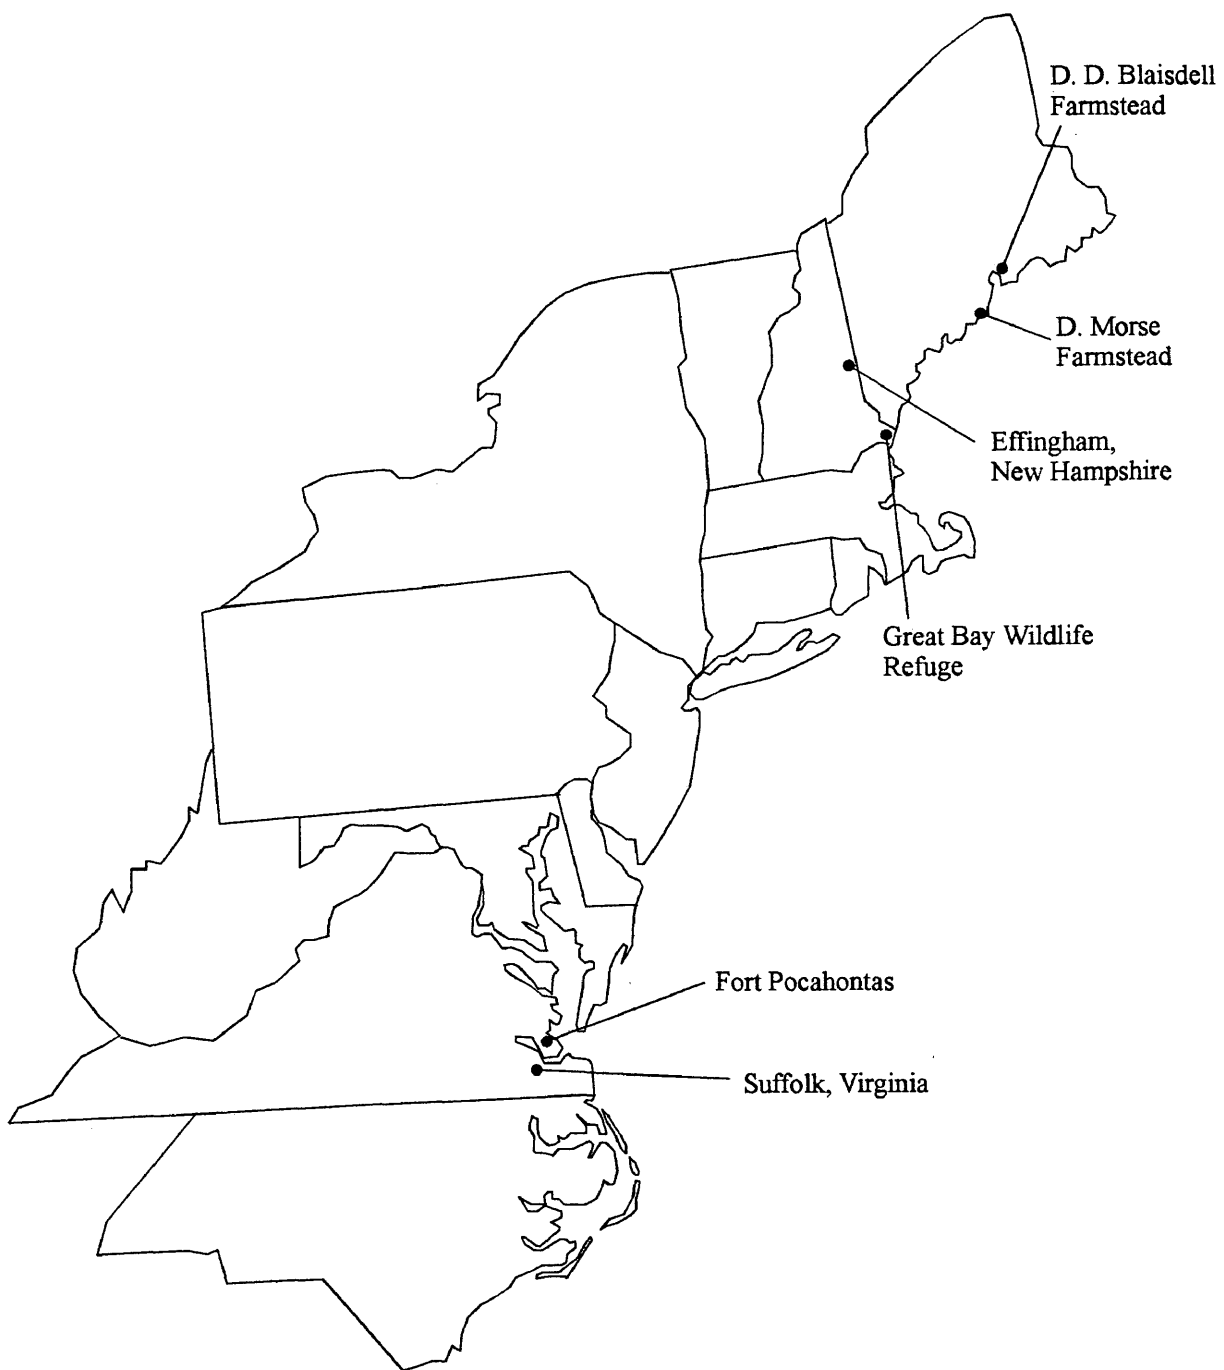 D. D. Blaisdell
Farmstead
D. Morse
Farmstead
Effingham,
New Hampshire
Great Bay Wildlife
Refuge
Fort Pocahontas
Suffolk, Virginia